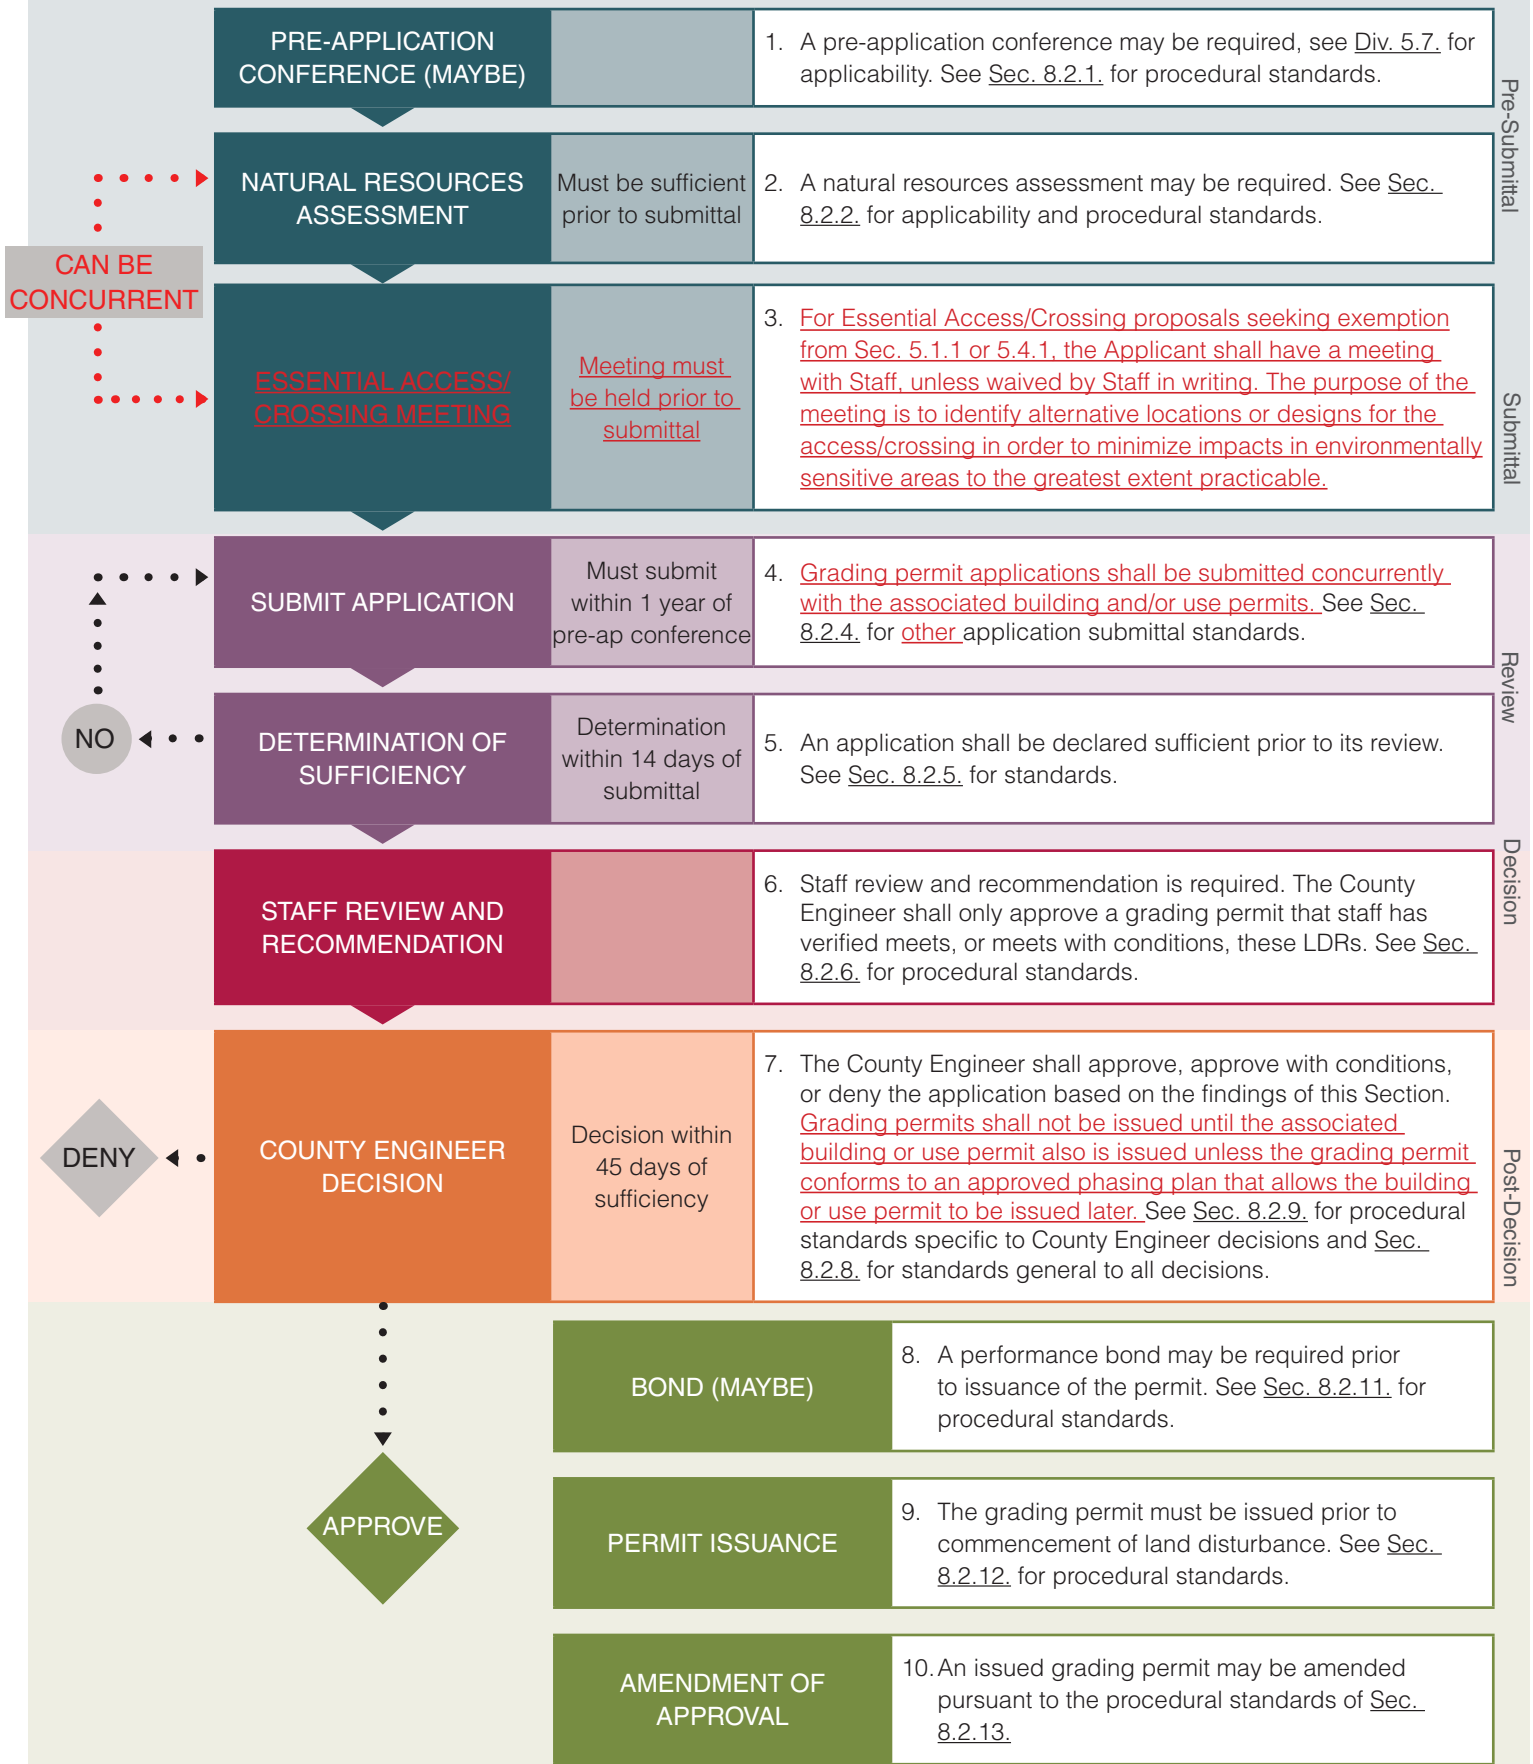 PRE-APPLICATION
CONFERENCE (MAYBE)
1. A pre-application conference may be required, see Div. 5.7. for
applicability. See Sec. 8.2.1. for procedural standards.
Pre-Submittal
NATURAL RESOURCES
ASSESSMENT
Must be sufficient
prior to submittal
2. A natural resources assessment may be required. See Sec.
8.2.2. for applicability and procedural standards.
CAN BE
CONCURRENT
ESSENTIAL ACCESS/
CROSSING MEETING
Meeting must
be held prior to
submittal
3. For Essential Access/Crossing proposals seeking exemption
from Sec. 5.1.1 or 5.4.1, the Applicant shall have a meeting
with Staff, unless waived by Staff in writing. The purpose of the
meeting is to identify alternative locations or designs for the
access/crossing in order to minimize impacts in environmentally
sensitive areas to the greatest extent practicable.
Submittal
SUBMIT APPLICATION
Must submit
within 1 year of
pre-ap conference
4. Grading permit applications shall be submitted concurrently
with the associated building and/or use permits. See Sec.
8.2.4. for other application submittal standards.
Review
NO
DETERMINATION OF
SUFFICIENCY
Determination
within 14 days of
submittal
5. An application shall be declared sufficient prior to its review.
See Sec. 8.2.5. for standards.
Decision
STAFF REVIEW AND
RECOMMENDATION
6. Staff review and recommendation is required. The County
Engineer shall only approve a grading permit that staff has
verified meets, or meets with conditions, these LDRs. See Sec.
8.2.6. for procedural standards.
DENY
COUNTY ENGINEER
DECISION
Decision within
45 days of
sufficiency
7. The County Engineer shall approve, approve with conditions,
or deny the application based on the findings of this Section.
Grading permits shall not be issued until the associated
building or use permit also is issued unless the grading permit
conforms to an approved phasing plan that allows the building
or use permit to be issued later. See Sec. 8.2.9. for procedural
standards specific to County Engineer decisions and Sec.
8.2.8. for standards general to all decisions.
Post-Decision
BOND (MAYBE)
8. A performance bond may be required prior
to issuance of the permit. See Sec. 8.2.11. for
procedural standards.
APPROVE
PERMIT ISSUANCE
9. The grading permit must be issued prior to
commencement of land disturbance. See Sec.
8.2.12. for procedural standards.
AMENDMENT OF
APPROVAL
10. An issued grading permit may be amended
pursuant to the procedural standards of Sec.
8.2.13.